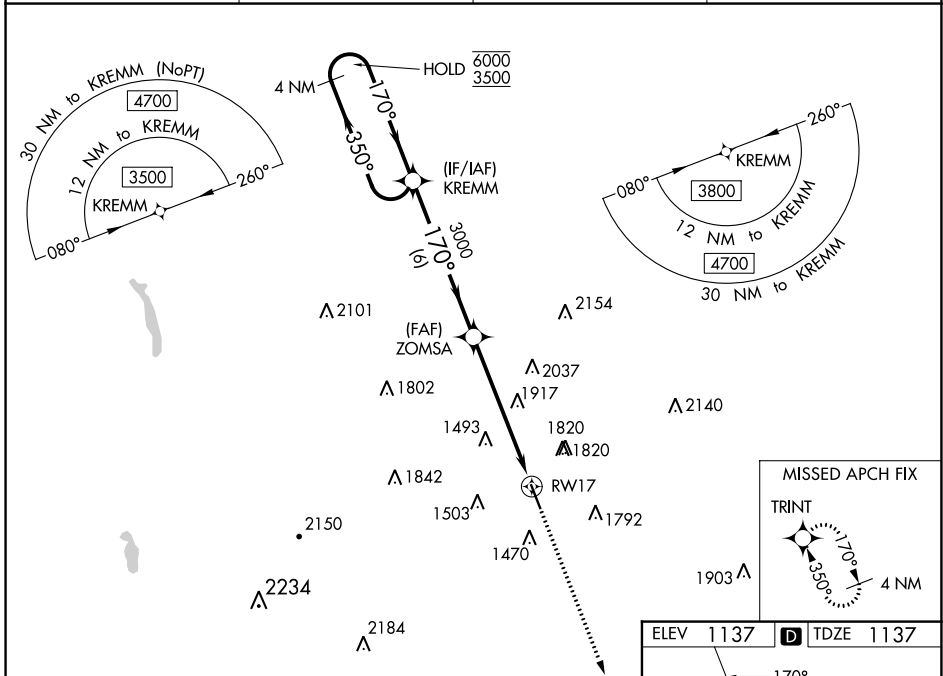 30 NM to KREMM (NoPT)
4700
12 NM to KREMM
3500
KREMM
260°
080°
4 NM
HOLD 6000
3500
170°
350°
(IF/IAF)
KREMM
3000
170°
(6)
260°
KREMM
080°
3800
12 NM to KREMM
4700
30 NM to KREMM
2101
2154
(FAF)
ZOMSA
2037
1802
1917
2140
1493
1820
1820
1842
RW17
1503
1792
2150
1470
2234
1903
2184
MISSED APCH FIX
TRINT
170°
350°
4 NM
ELEV 1137 D TDZE 1137
170°